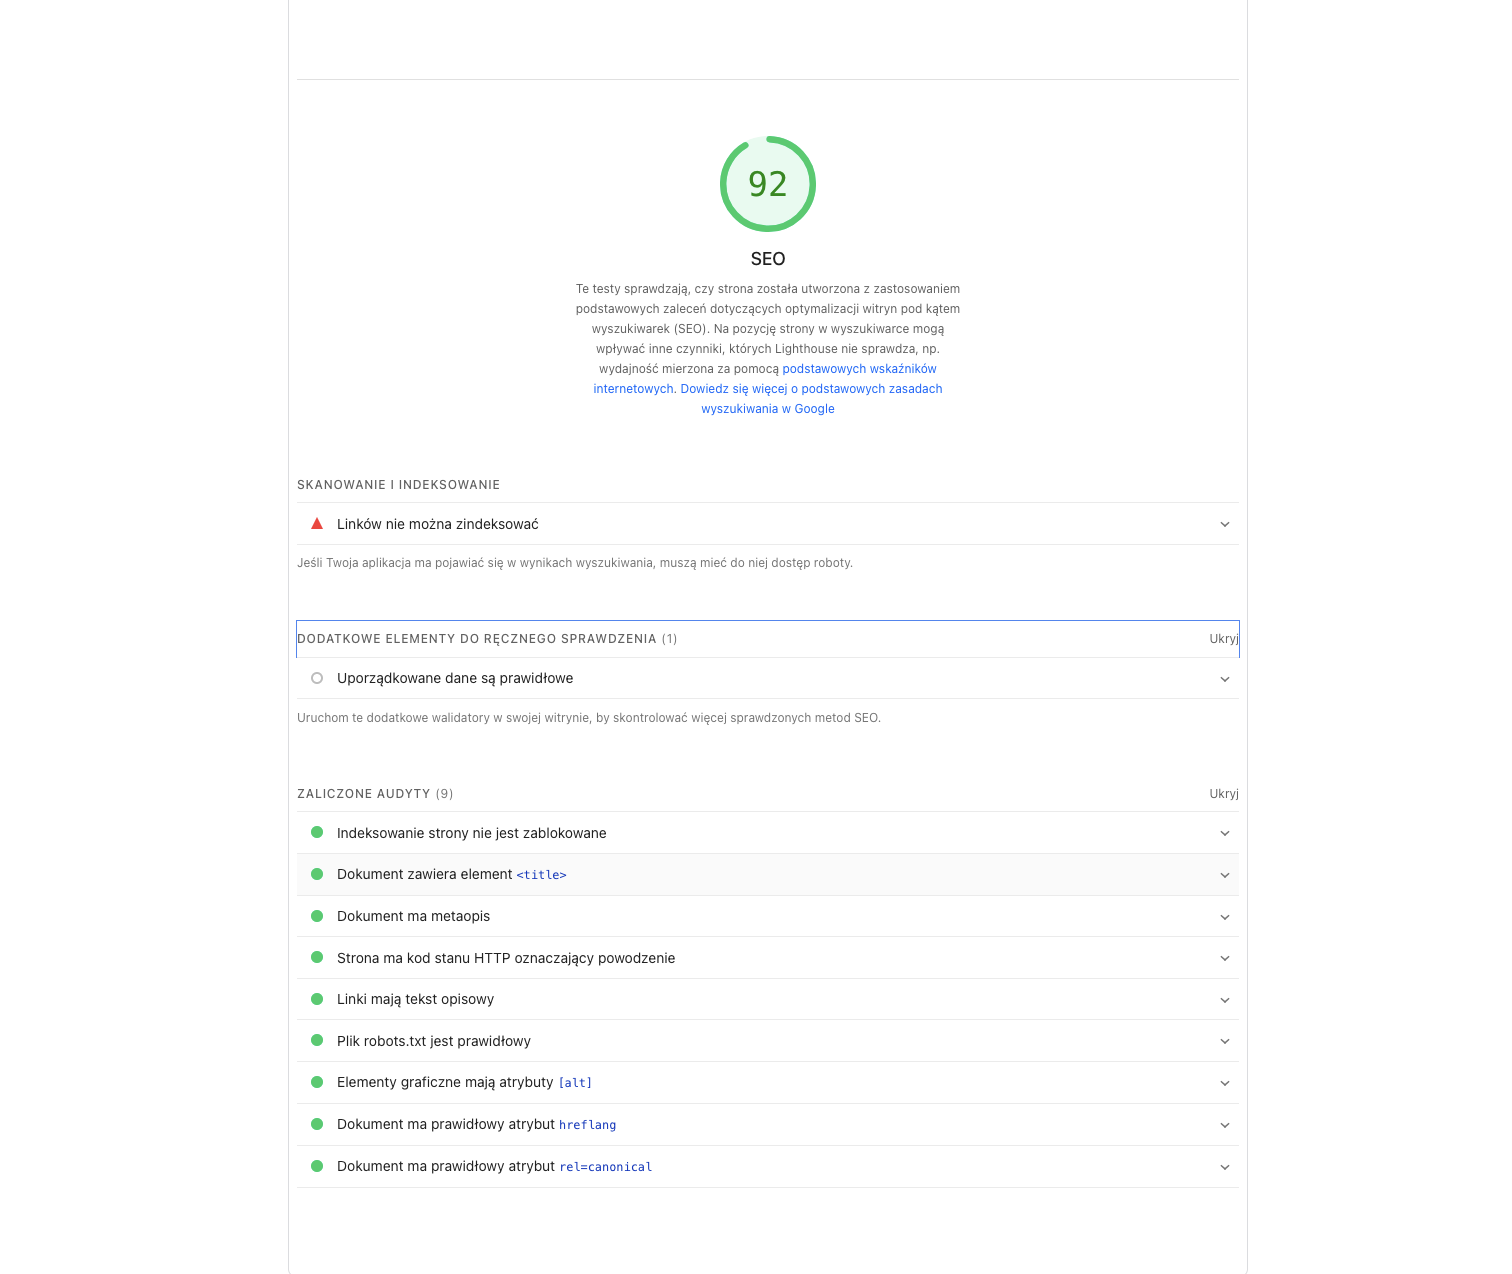 92
SEO
Te testy sprawdzają, czy strona została utworzona z zastosowaniem
podstawowych zaleceń dotyczących optymalizacji witryn pod kątem
wyszukiwarek (SEO). Na pozycję strony w wyszukiwarce mogą
wpływać inne czynniki, których Lighthouse nie sprawdza, np.
wydajność mierzona za pomocą podstawowych wskaźników
internetowych. Dowiedz się więcej o podstawowych zasadach
wyszukiwania w Google
SKANOWANIE I INDEKSOWANIE
Linków nie można zindeksować
Jeśli Twoja aplikacja ma pojawiać się w wynikach wyszukiwania, muszą mieć do niej dostęp roboty.
DODATKOWE ELEMENTY DO RĘCZNEGO SPRAWDZENIA (1) Ukryj
Uporządkowane dane są prawidłowe
Uruchom te dodatkowe walidatory w swojej witrynie, by skontrolować więcej sprawdzonych metod SEO.
ZALICZONE AUDYTY (9) Ukryj
Indeksowanie strony nie jest zablokowane
Dokument zawiera element <title>
Dokument ma metaopis
Strona ma kod stanu HTTP oznaczający powodzenie
Linki mają tekst opisowy
Plik robots.txt jest prawidłowy
Elementy graficzne mają atrybuty [alt]
Dokument ma prawidłowy atrybut hreflang
Dokument ma prawidłowy atrybut rel=canonical